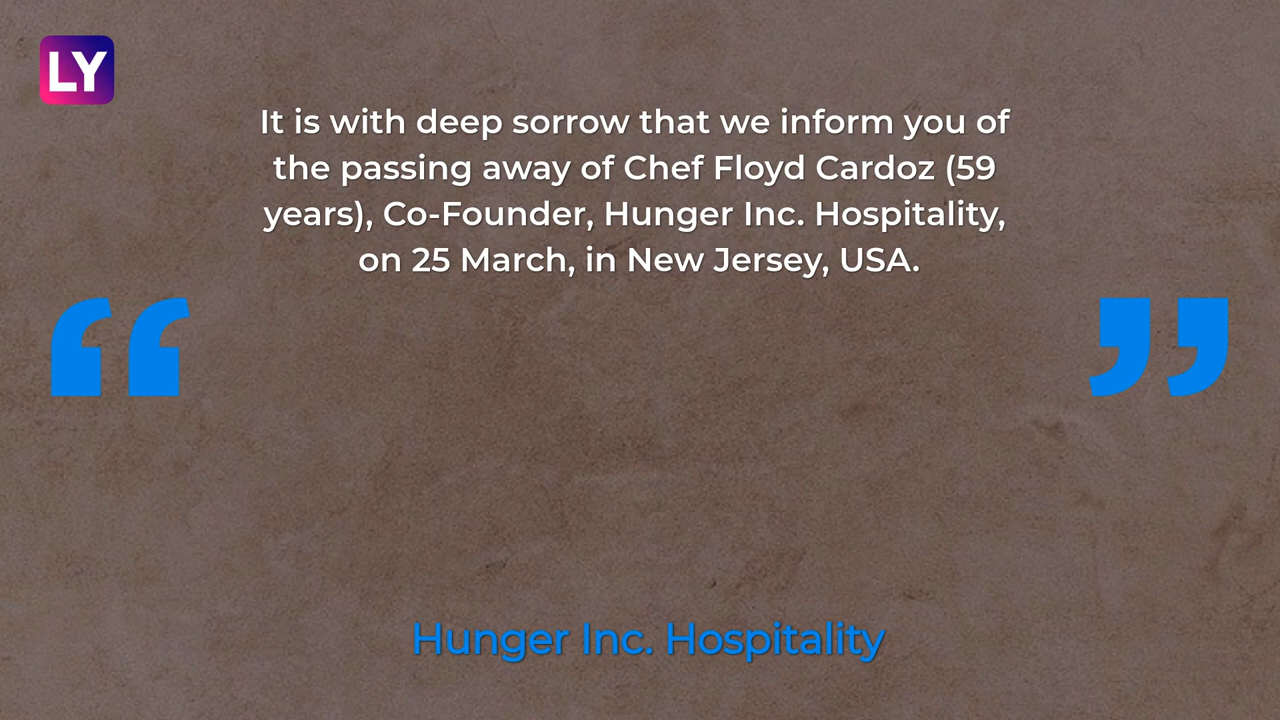 LY
It is with deep sorrow that we inform you of
the passing away of Chef Floyd Cardoz (59
years), Co-Founder, Hunger Inc. Hospitality,
on 25 March, in New Jersey, USA.
“ ”
Hunger Inc. Hospitality